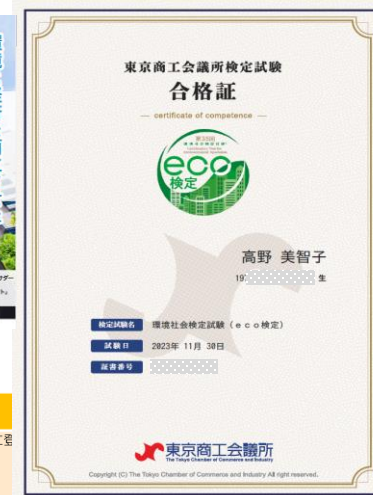 東京商工会議所検定試験
合格証
certificate of competence
eco
検定
高野 美智子
19 生
検定試験名 環境社会検定試験（eco検定）
試験日 2023年 11月 30日
証書番号
東京商工会議所
The Tokyo Chamber of Commerce and Industry
Copyright (C) The Tokyo Chamber of Commerce and Industry All right reserved.